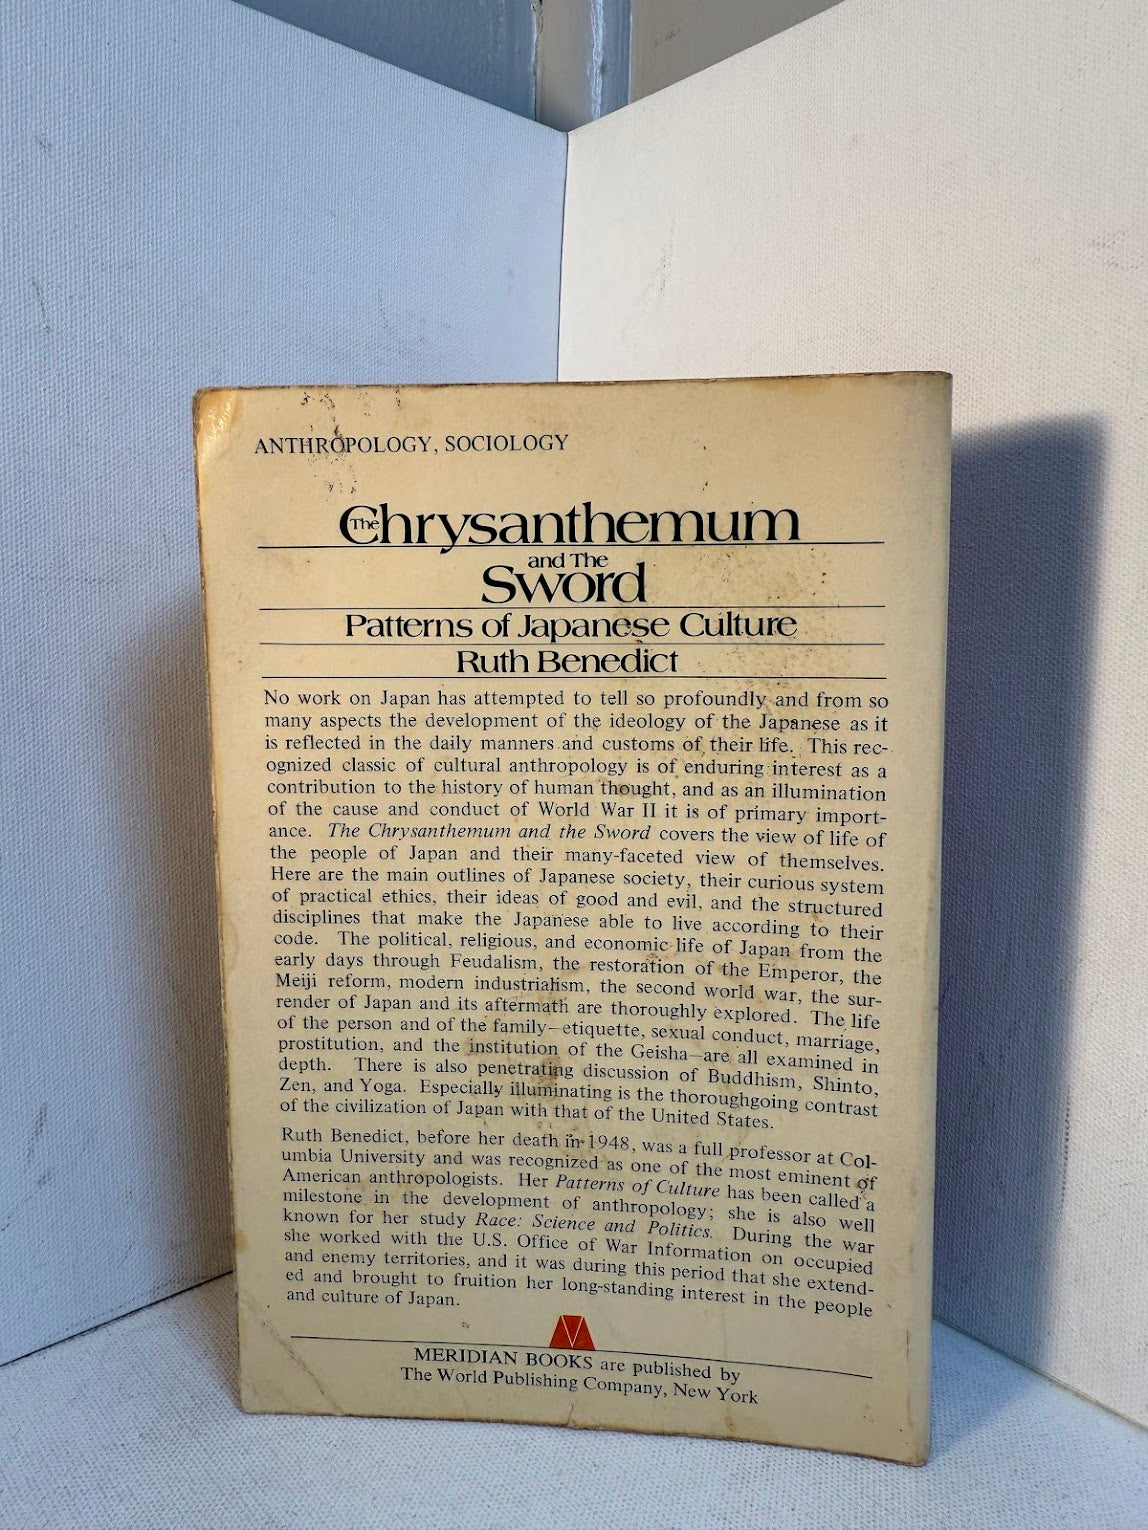 ANTHROPOLOGY, SOCIOLOGY
The Chrysanthemum
and The
Sword
Patterns of Japanese Culture
Ruth Benedict
No work on Japan has attempted to tell so profoundly and from so
many aspects the development of the ideology of the Japanese as it
is reflected in the daily manners and customs of their life. This rec-
ognized classic of cultural anthropology is of enduring interest as a
contribution to the history of human thought, and as an illumination
of the cause and conduct of World War II it is of primary import-
ance. The Chrysanthemum and the Sword covers the view of life of
the people of Japan and their many-faceted view of themselves.
Here are the main outlines of Japanese society, their curious system
of practical ethics, their ideas of good and evil, and the structured
disciplines that make the Japanese able to live according to their
code. The political, religious, and economic life of Japan from the
early days through Feudalism, the restoration of the Emperor, the
Meiji reform, modern industrialism, the second world war, the sur-
render of Japan and its aftermath are thoroughly explored. The life
of the person and of the family—etiquette, sexual conduct, marriage,
prostitution, and the institution of the Geisha—are all examined in
depth. There is also penetrating discussion of Buddhism, Shinto,
Zen, and Yoga. Especially illuminating is the thoroughgoing contrast
of the civilization of Japan with that of the United States.
Ruth Benedict, before her death in 1948, was a full professor at Col-
umbia University and was recognized as one of the most eminent of
American anthropologists. Her Patterns of Culture has been called a
milestone in the development of anthropology; she is also well
known for her study Race: Science and Politics. During the war
she worked with the U.S. Office of War Information on occupied
and enemy territories, and it was during this period that she extend-
ed and brought to fruition her long-standing interest in the people
and culture of Japan.
MERIDIAN BOOKS are published by
The World Publishing Company, New York